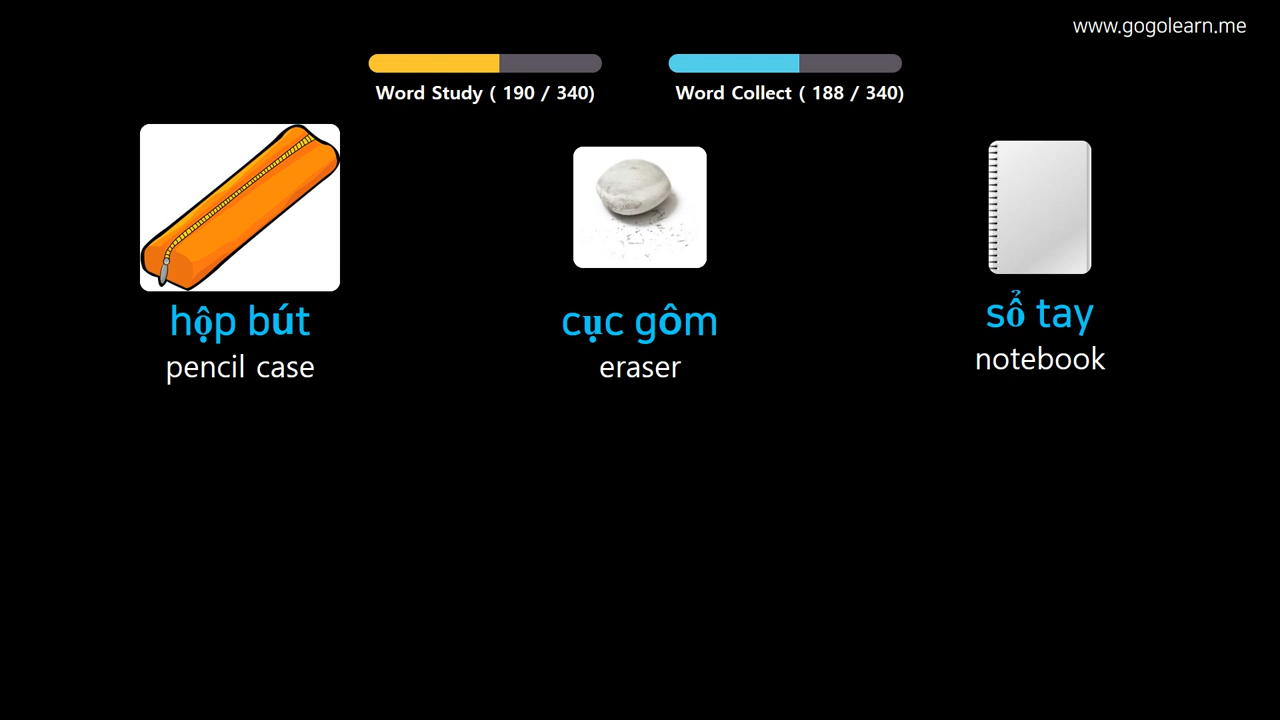 www.gogolearn.me
Word Study ( 190 / 340)
Word Collect ( 188 / 340)
hộp bút
pencil case
cục gôm
eraser
sổ tay
notebook